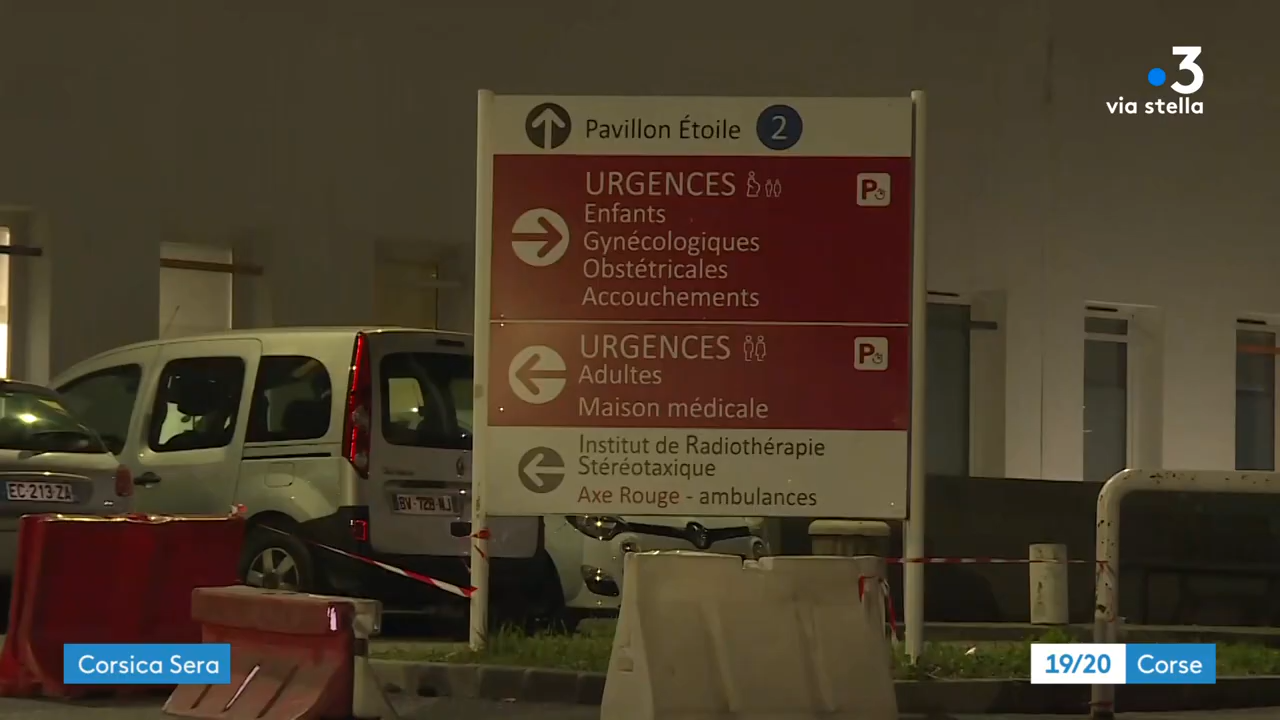 3
via stella
Pavillon Étoile 2
URGENCES
P
Enfants
Gynécologiques
Obstétricales
Accouchements
URGENCES
P
Adultes
Maison médicale
Institut de Radiothérapie
Stéréotaxique
Axe Rouge - ambulances
EC-213-ZA
BV-728-NJ
Corsica Sera
19/20 Corse